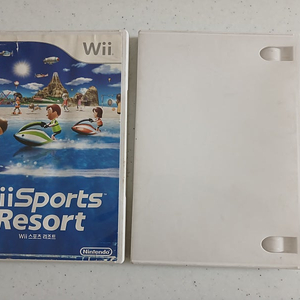 Wii
iiSports
Resort
Wii 스포츠 리조트
Nintendo